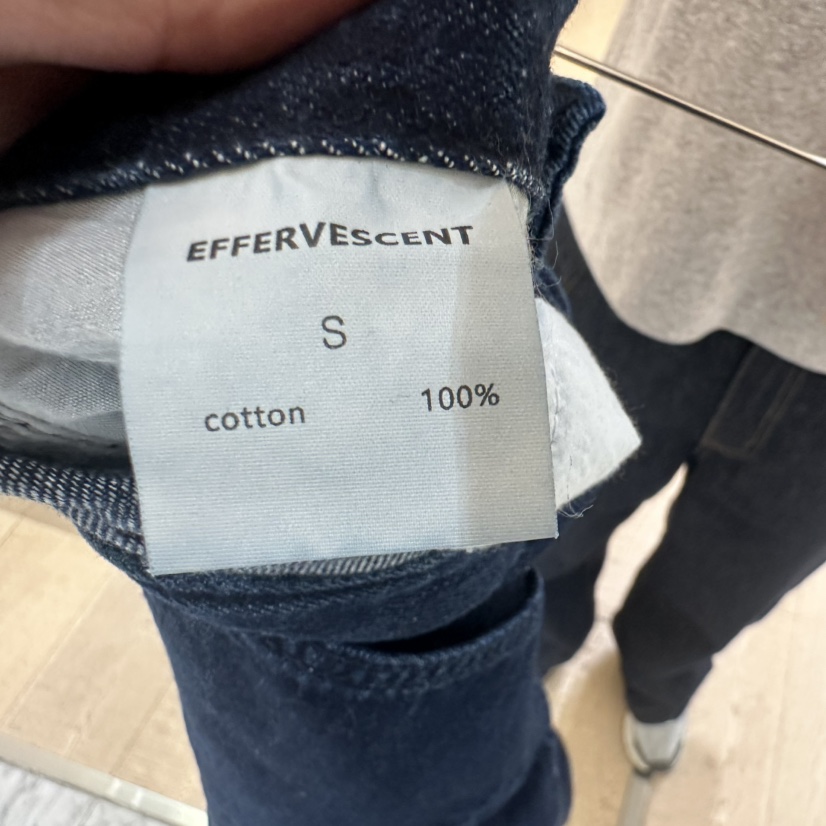 EFFERVESCENT
S
cotton 100%